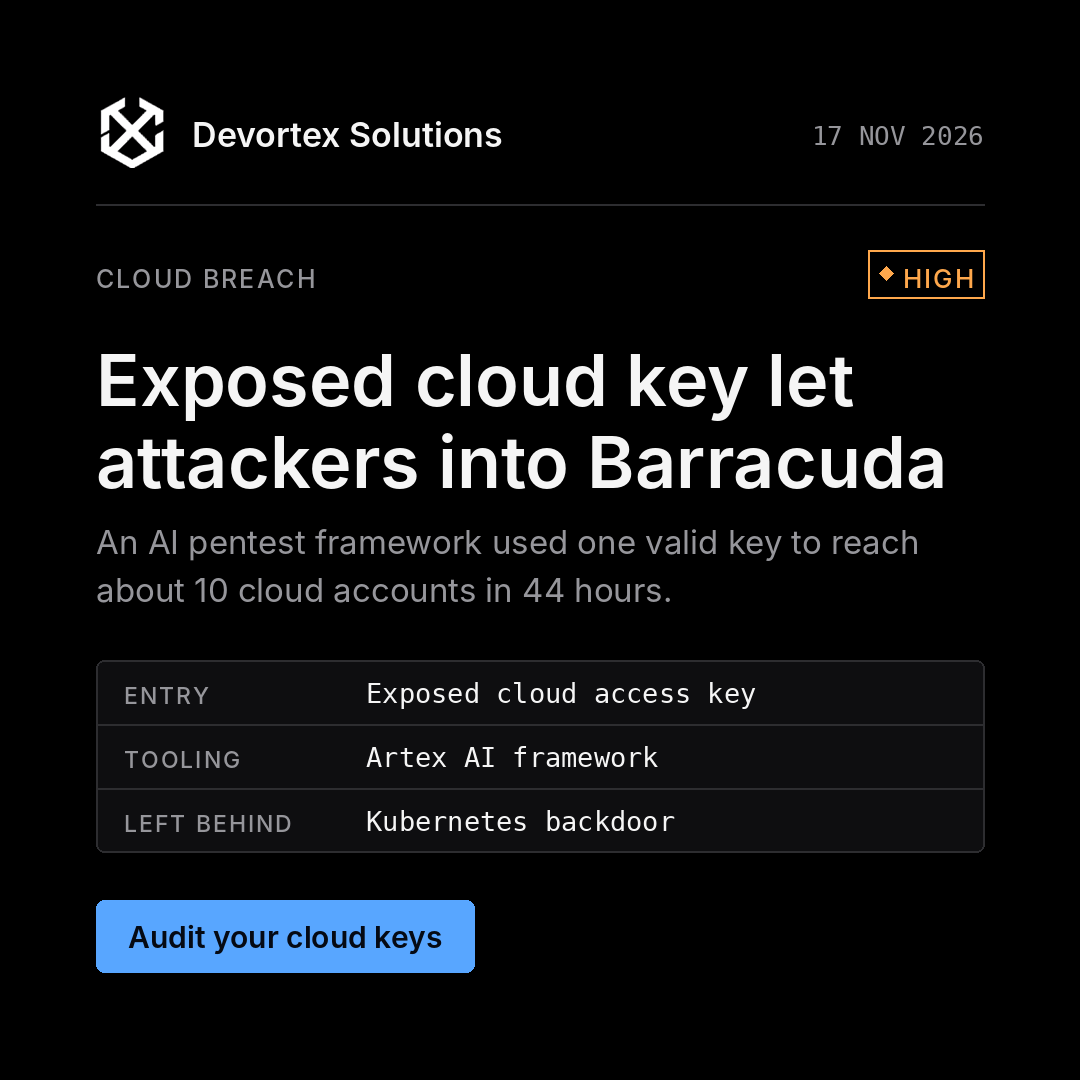 Devortex Solutions
17 NOV 2026
CLOUD BREACH
HIGH
Exposed cloud key let
attackers into Barracuda
An AI pentest framework used one valid key to reach
about 10 cloud accounts in 44 hours.
ENTRY Exposed cloud access key
TOOLING Artex AI framework
LEFT BEHIND Kubernetes backdoor
Audit your cloud keys